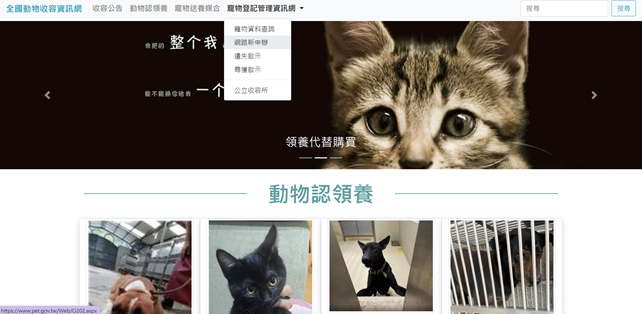 全國動物收容資訊網 收容公告 動物認領養 寵物送養媒合 寵物登記管理資訊網 搜尋 搜尋
寵物資料查詢
網路新申辦
遺失啟示
尋獲啟示
公立收容所
我把的 整个我
能不能願你給我 一个
領養代替購買
動物認領養
https://www.pet.gov.tw/Web/O202.aspx